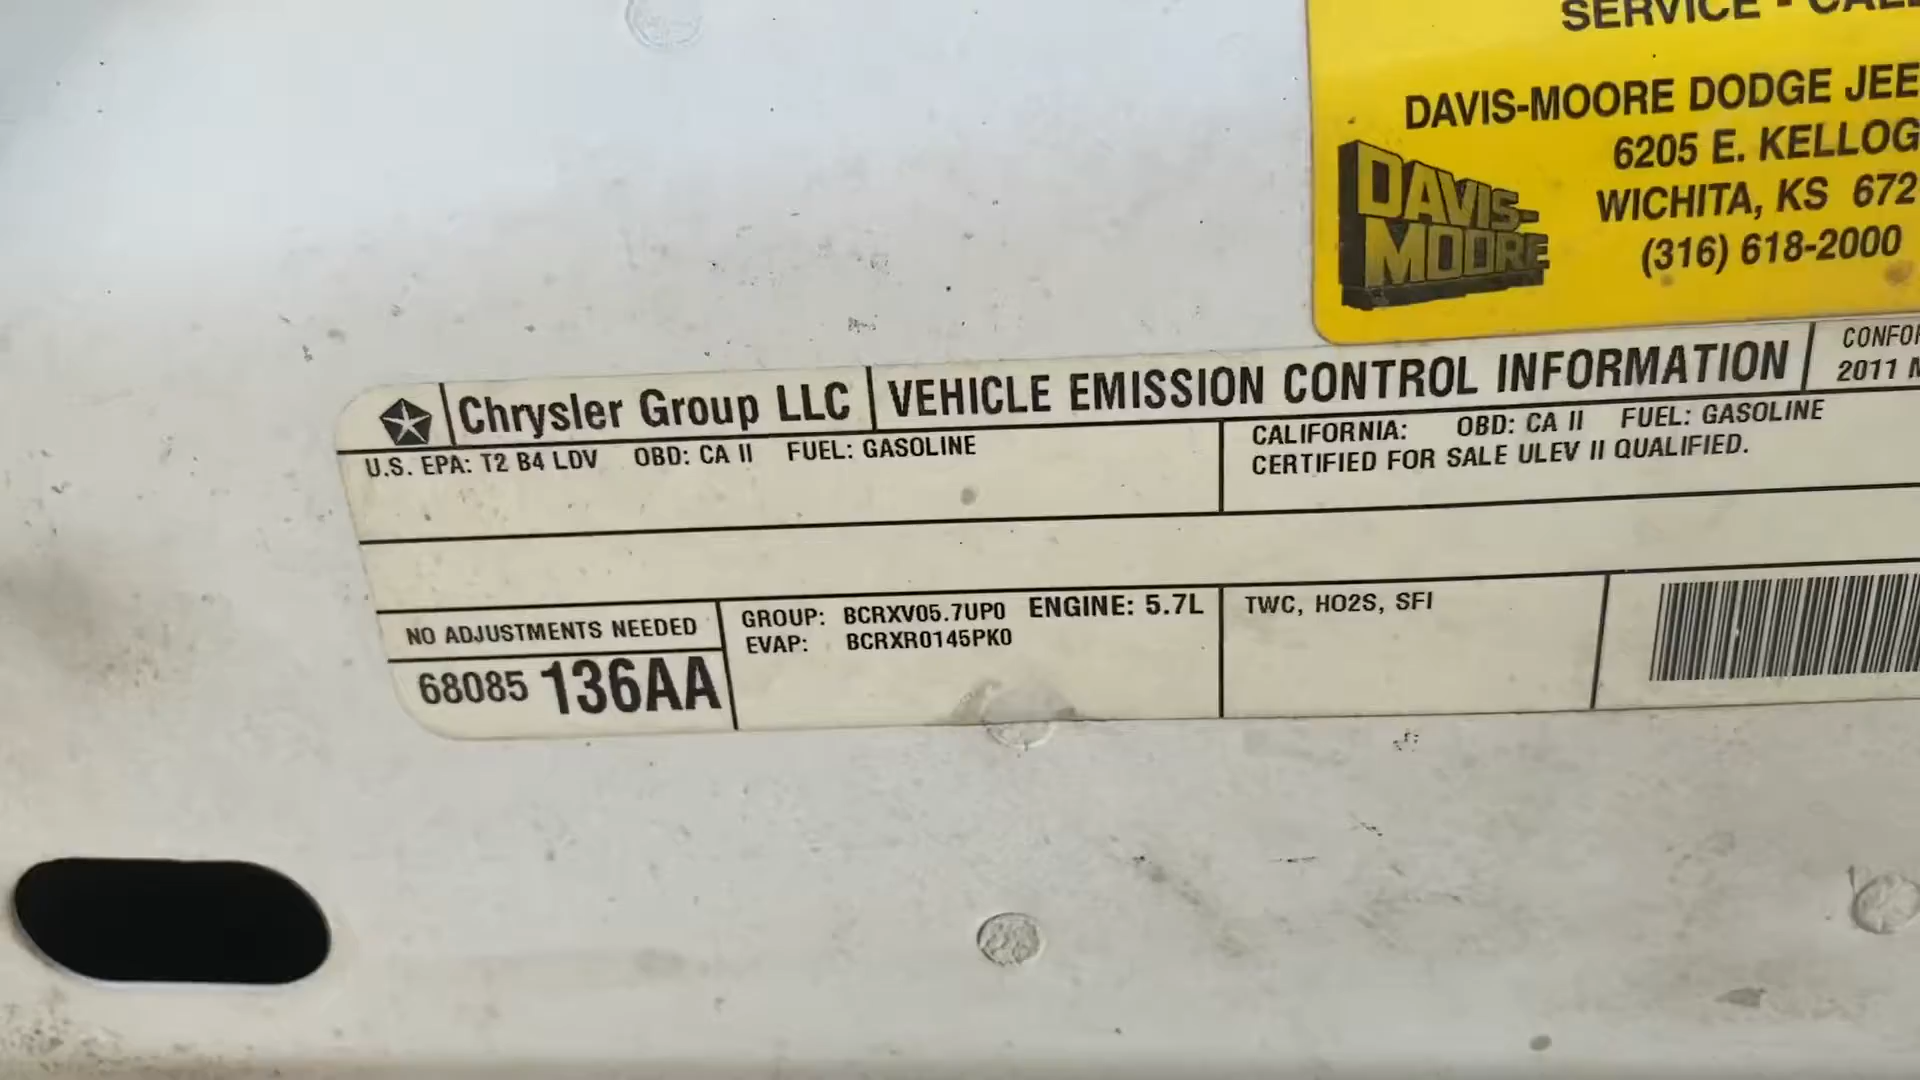 SERVICE -
DAVIS-MOORE DODGE
6205 E.
WICHITA, KS
(316) 618-2000
DAVIS-
MOORE
Chrysler Group LLC
VEHICLE EMISSION CONTROL INFORMATION
2011
U.S. EPA: T2 B4 LDV OBD: CA II FUEL: GASOLINE
CALIFORNIA: OBD: CA II FUEL: GASOLINE
CERTIFIED FOR SALE ULEV II QUALIFIED.
NO ADJUSTMENTS NEEDED
68085 136AA
GROUP: BCRXV05.7UP0 ENGINE: 5.7L
EVAP: BCRXR0145PK0
TWC, HO2S, SFI